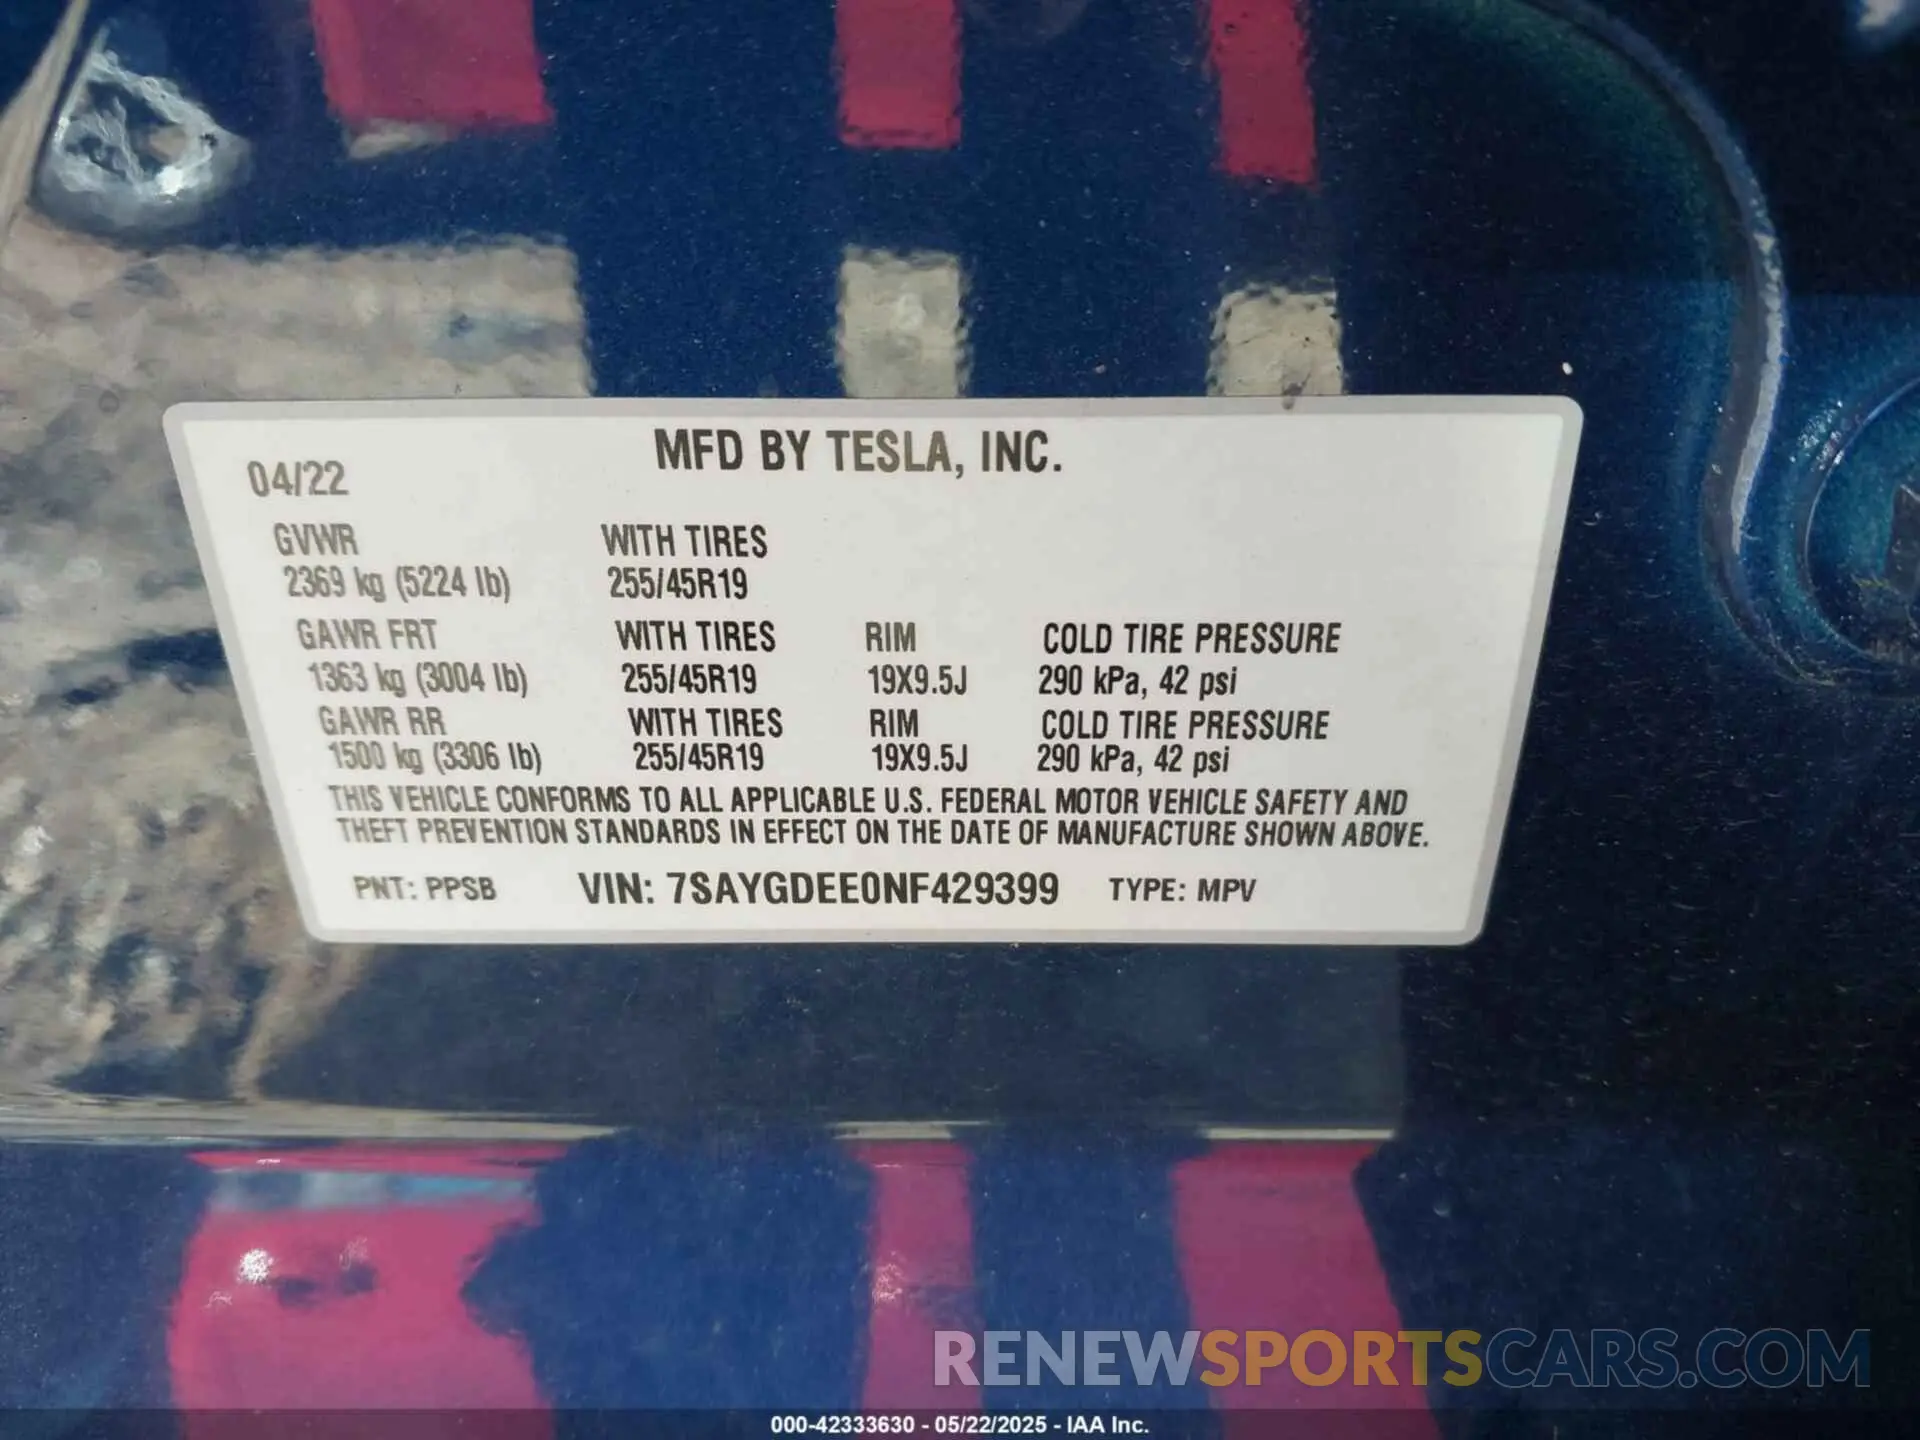 MFD BY TESLA, INC.
04/22
GVWR WITH TIRES
2369 kg (5224 lb) 255/45R19
GAWR FRT WITH TIRES RIM COLD TIRE PRESSURE
1363 kg (3004 lb) 255/45R19 19X9.5J 290 kPa, 42 psi
GAWR RR WITH TIRES RIM COLD TIRE PRESSURE
1500 kg (3306 lb) 255/45R19 19X9.5J 290 kPa, 42 psi
THIS VEHICLE CONFORMS TO ALL APPLICABLE U.S. FEDERAL MOTOR VEHICLE SAFETY AND
THEFT PREVENTION STANDARDS IN EFFECT ON THE DATE OF MANUFACTURE SHOWN ABOVE.
PNT: PPSB VIN: 7SAYGDEE0NF429399 TYPE: MPV
RENEWSPORTSCARS.COM
000-42333630 - 05/22/2025 - IAA Inc.